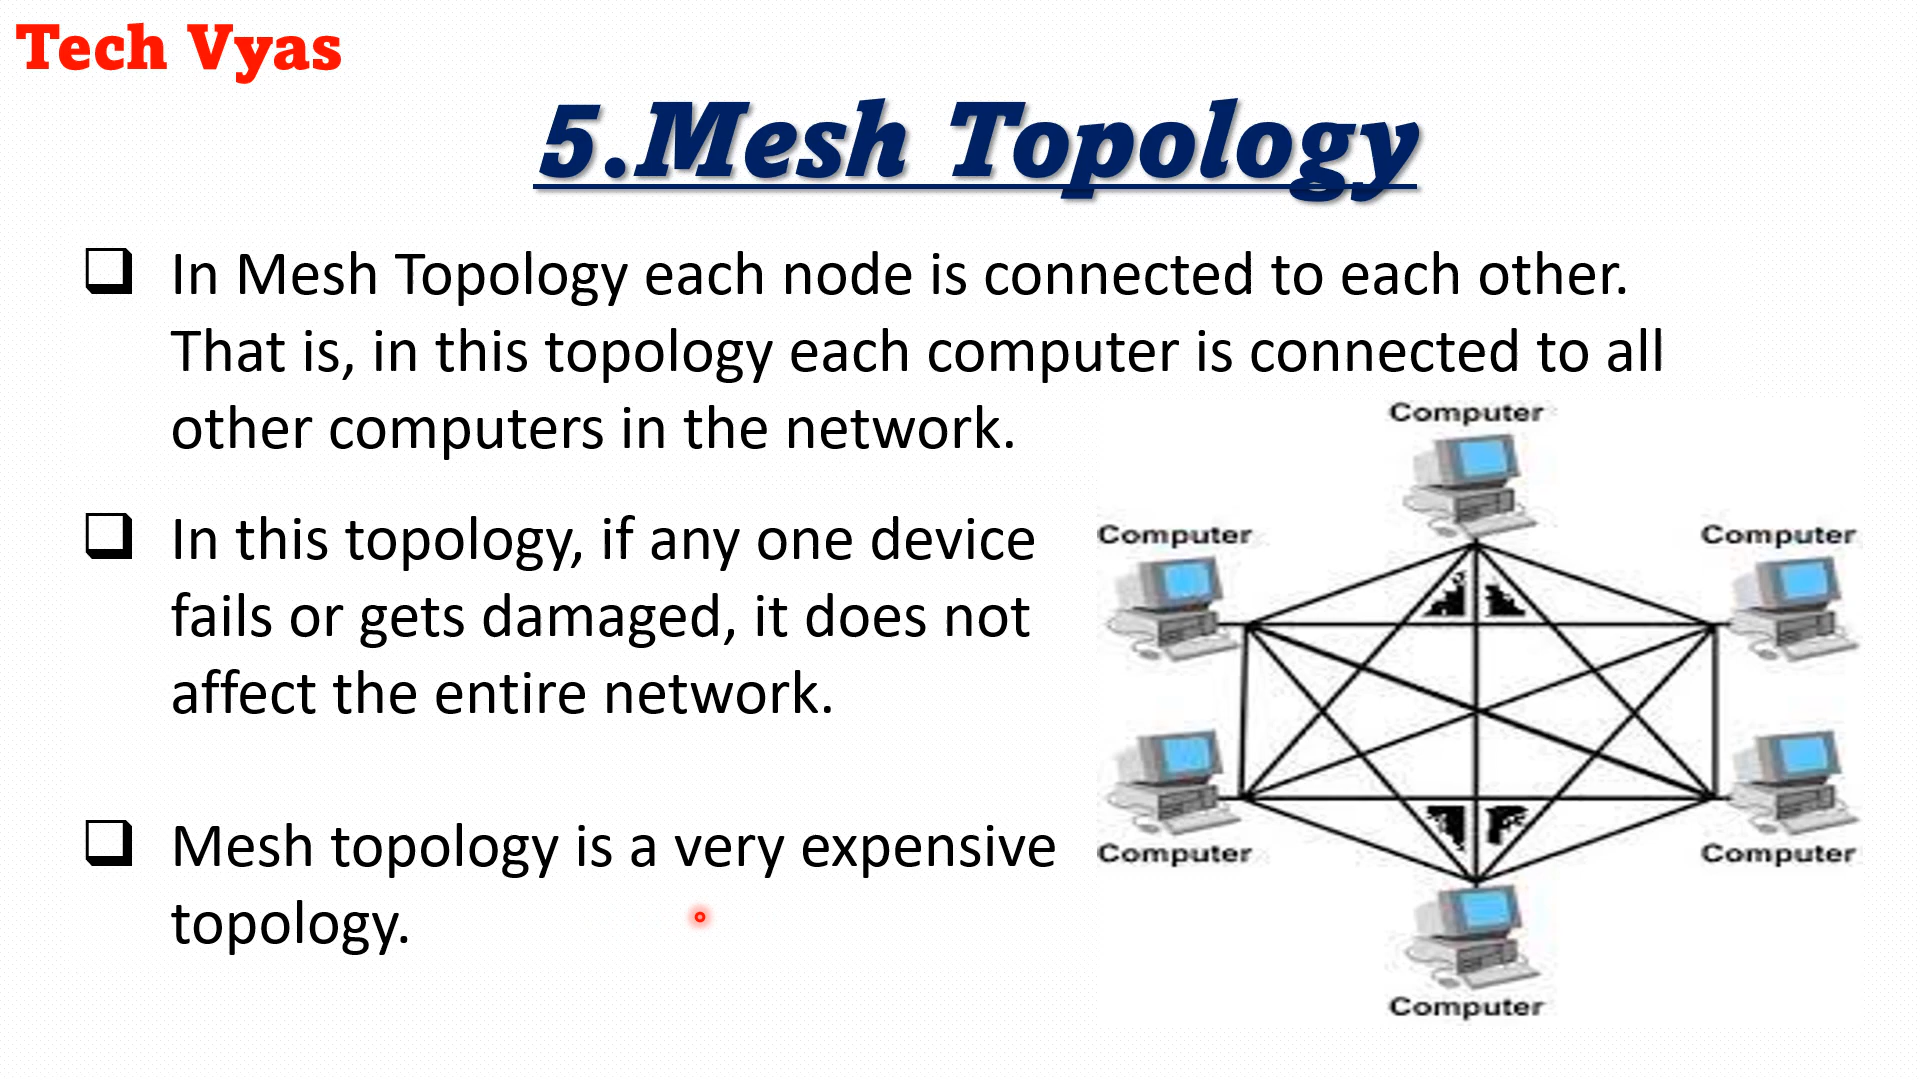 Tech Vyas
5.Mesh Topology
In Mesh Topology each node is connected to each other.
That is, in this topology each computer is connected to all
other computers in the network.
In this topology, if any one device
fails or gets damaged, it does not
affect the entire network.
Mesh topology is a very expensive
topology.
Computer
Computer
Computer
Computer
Computer
Computer